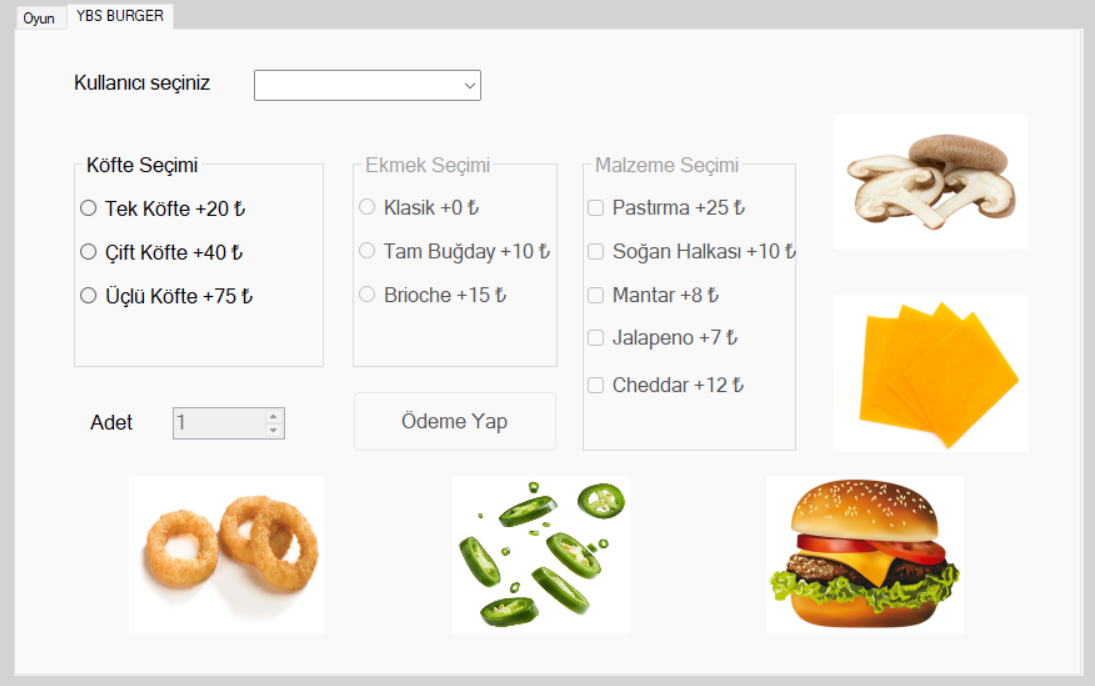 Oyun
YBS BURGER
Kullanıcı seçiniz
Köfte Seçimi
Tek Köfte +20 ₺
Çift Köfte +40 ₺
Üçlü Köfte +75 ₺
Ekmek Seçimi
Klasik +0 ₺
Tam Buğday +10 ₺
Brioche +15 ₺
Malzeme Seçimi
Pastırma +25 ₺
Soğan Halkası +10 ₺
Mantar +8 ₺
Jalapeno +7 ₺
Cheddar +12 ₺
Adet
1
Ödeme Yap